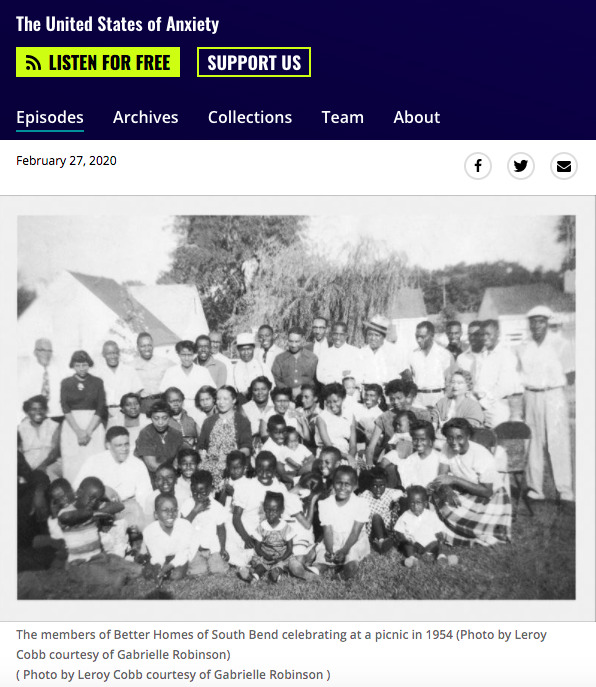 The United States of Anxiety
LISTEN FOR FREE
SUPPORT US
Episodes Archives Collections Team About
February 27, 2020
The members of Better Homes of South Bend celebrating at a picnic in 1954 (Photo by Leroy
Cobb courtesy of Gabrielle Robinson)
( Photo by Leroy Cobb courtesy of Gabrielle Robinson )